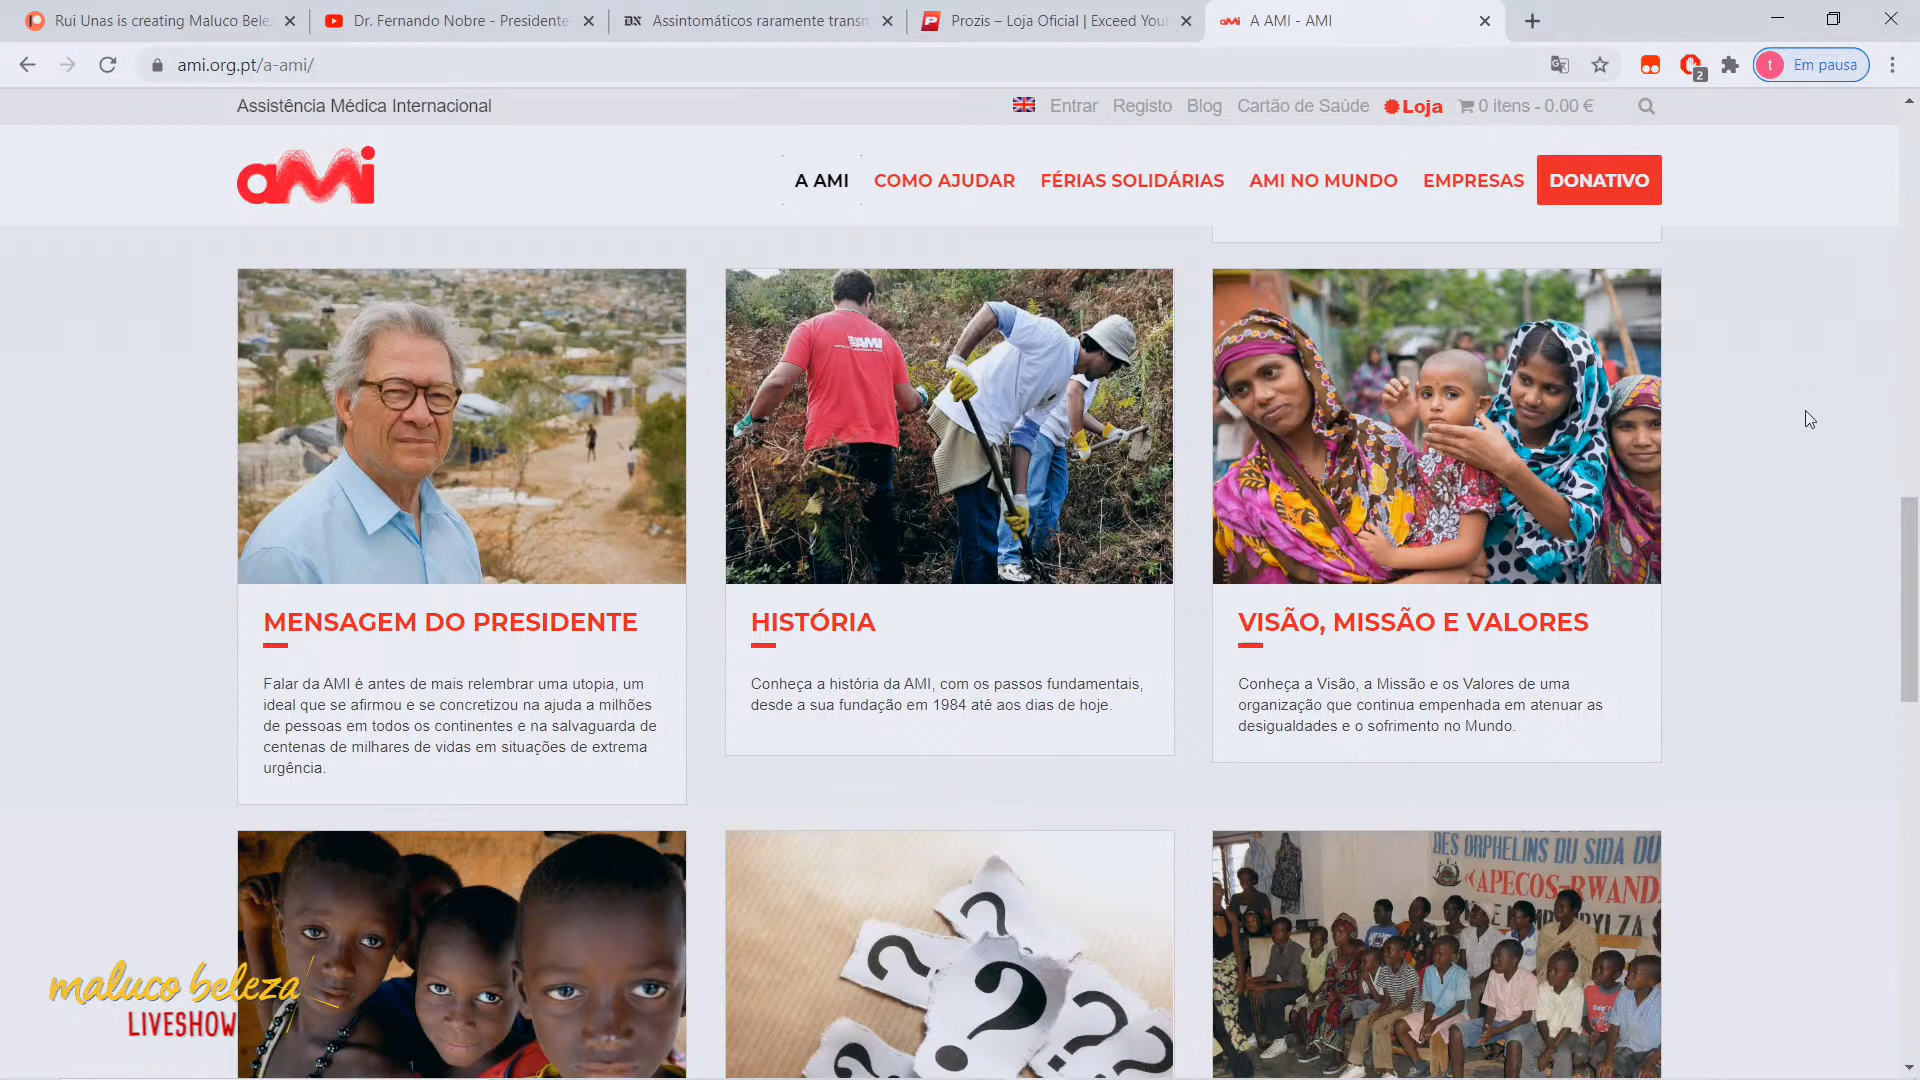 Rui Unas is creating Maluco Bele
Dr. Fernando Nobre - Presidente
Assintomáticos raramente transm
Prozis – Loja Oficial | Exceed You
A AMI - AMI
ami.org.pt/a-ami/
2
t
Em pausa
Assistência Médica Internacional
Entrar
Registo
Blog
Cartão de Saúde
Loja
0 itens - 0.00 €
aMi
A AMI
COMO AJUDAR
FÉRIAS SOLIDÁRIAS
AMI NO MUNDO
EMPRESAS
DONATIVO
AMI
MENSAGEM DO PRESIDENTE
Falar da AMI é antes de mais relembrar uma utopia, um
ideal que se afirmou e se concretizou na ajuda a milhões
de pessoas em todos os continentes e na salvaguarda de
centenas de milhares de vidas em situações de extrema
urgência.
HISTÓRIA
Conheça a história da AMI, com os passos fundamentais,
desde a sua fundação em 1984 até aos dias de hoje.
VISÃO, MISSÃO E VALORES
Conheça a Visão, a Missão e os Valores de uma
organização que continua empenhada em atenuar as
desigualdades e o sofrimento no Mundo.
? ? ? ? ? ?
DES ORPHELINS DU SIDA DU
«APECOS-RWAND
maluco beleza
LIVESHOW